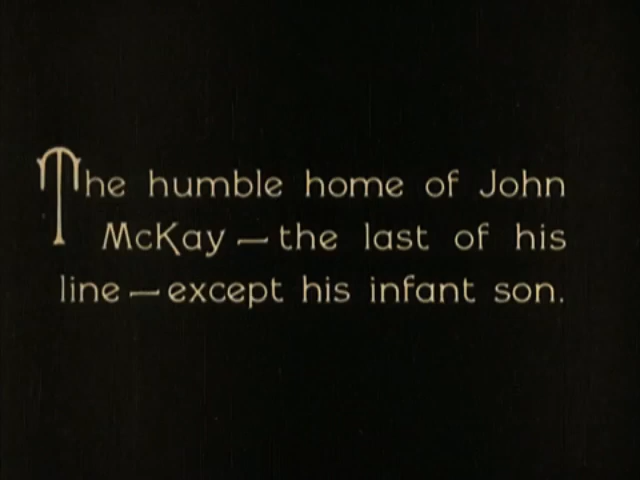 The humble home of John
McKay — the last of his
line — except his infant son.